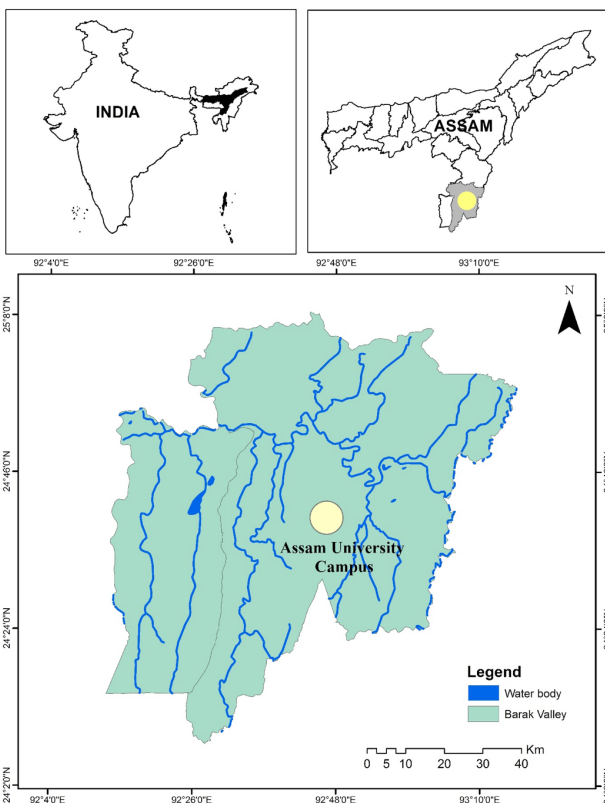 INDIA
ASSAM
92°4'0"E
92°26'0"E
92°48'0"E
93°10'0"E
25°8'0"N
24°46'0"N
24°24'0"N
24°2'0"N
N
Assam University
Campus
Legend
Water body
Barak Valley
Km
0 5 10 20 30 40
92°4'0"E
92°26'0"E
92°48'0"E
93°10'0"E